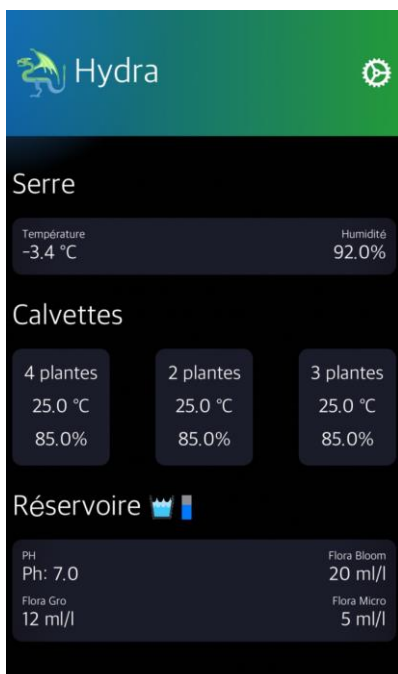 Hydra
Serre
Température Humidité
-3.4 °C 92.0%
Calvettes
4 plantes 2 plantes 3 plantes
25.0 °C 25.0 °C 25.0 °C
85.0% 85.0% 85.0%
Réservoire
PH Flora Bloom
Ph: 7.0 20 ml/l
Flora Gro Flora Micro
12 ml/l 5 ml/l